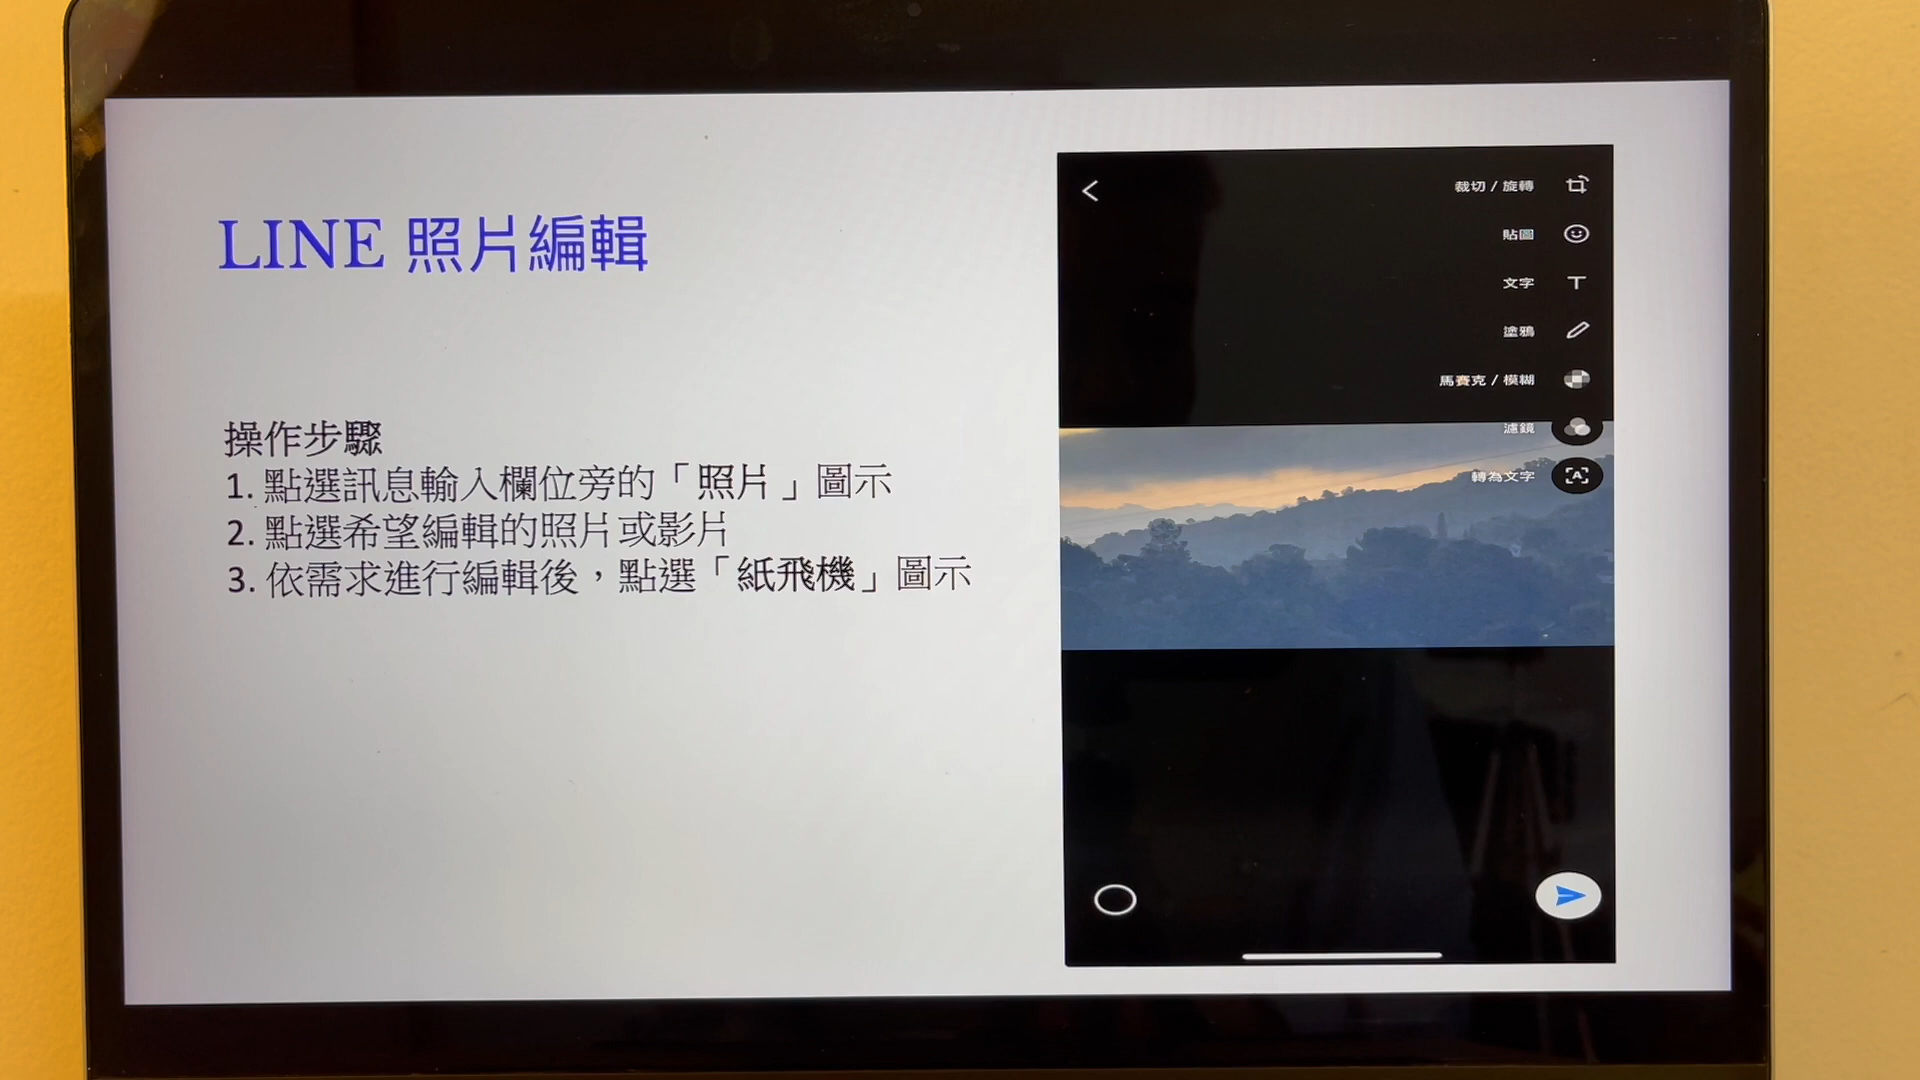 LINE 照片編輯
操作步驟
1. 點選訊息輸入欄位旁的「照片」圖示
2. 點選希望編輯的照片或影片
3. 依需求進行編輯後，點選「紙飛機」圖示
裁切 / 旋轉
貼圖
文字
塗鴉
馬賽克 / 模糊
濾鏡
轉為文字